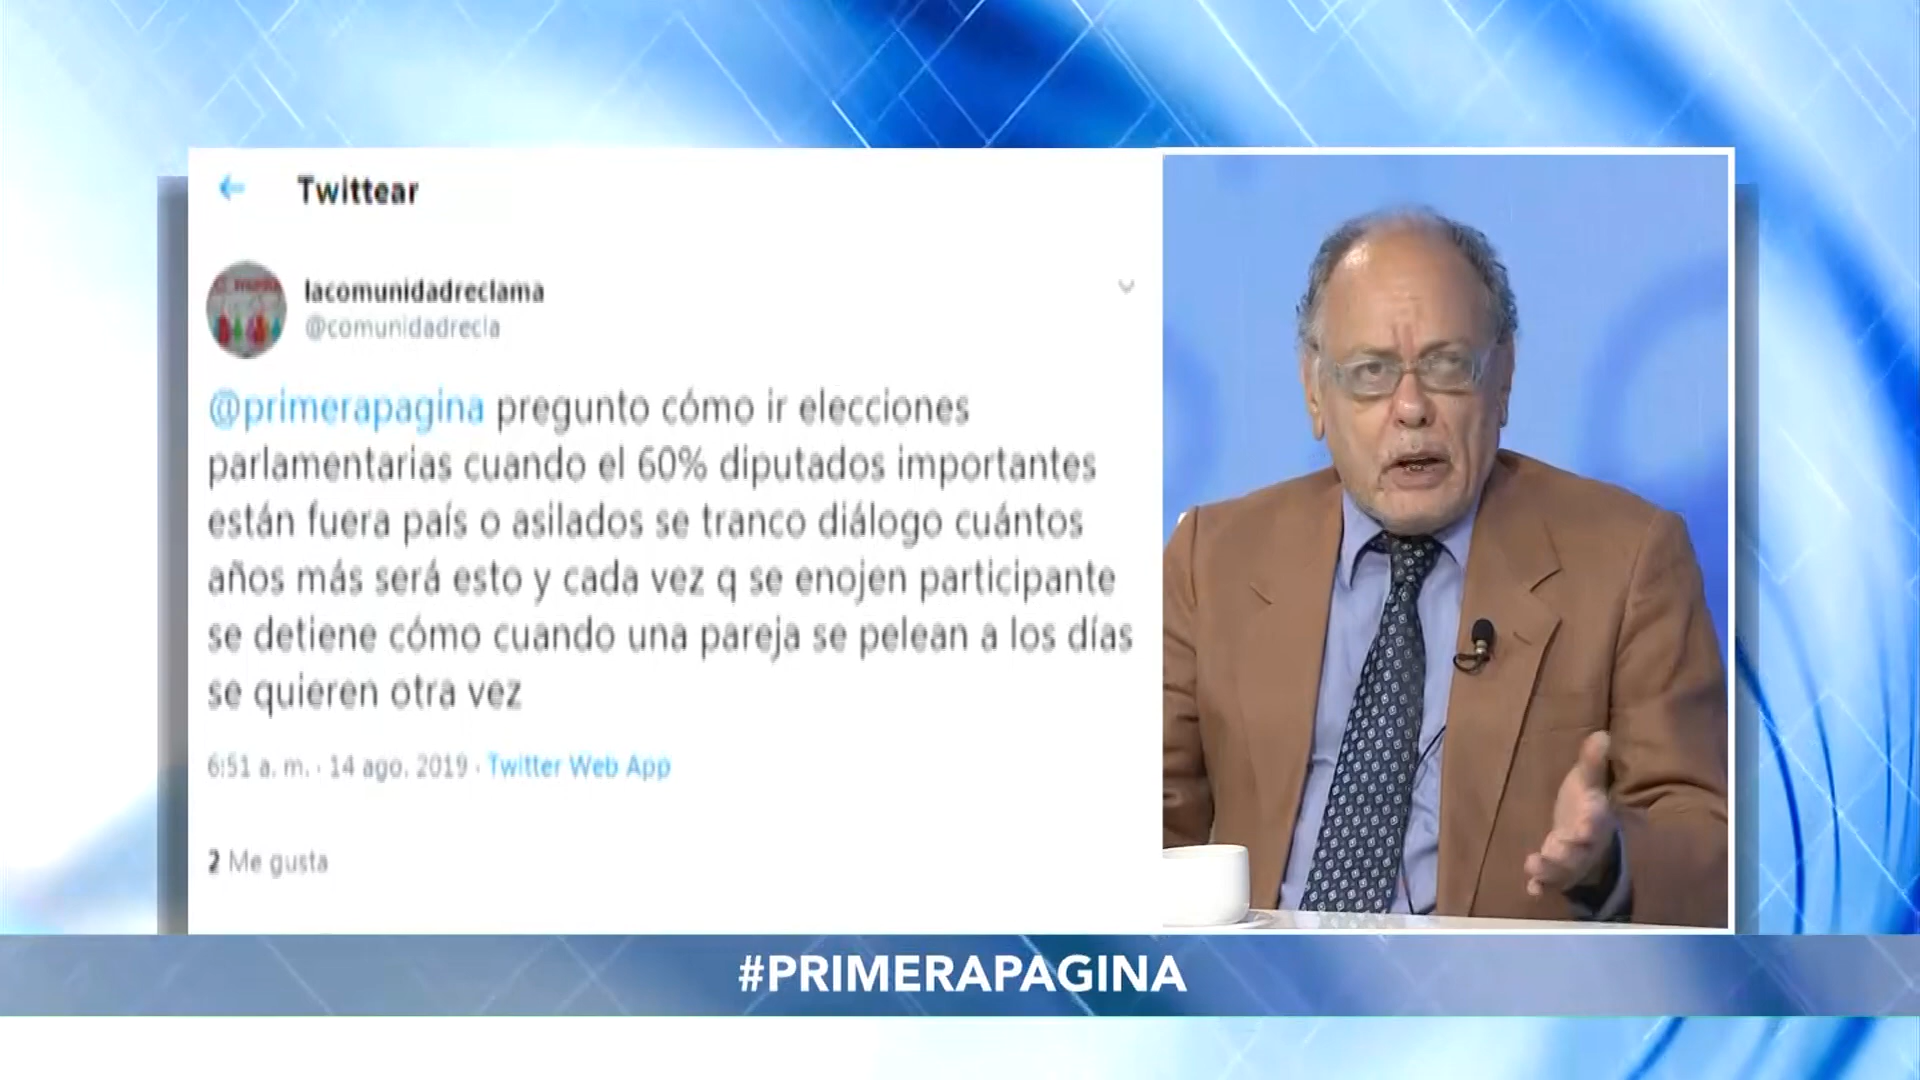 Twittear
lacomunidadreclama
@comunidadrecla
@primerapagina pregunto cómo ir elecciones
parlamentarias cuando el 60% diputados importantes
están fuera país o asilados se tranco diálogo cuántos
años más será esto y cada vez q se enojen participante
se detiene cómo cuando una pareja se pelean a los días
se quieren otra vez
6:51 a. m. · 14 ago. 2019 · Twitter Web App
2 Me gusta
#PRIMERAPAGINA